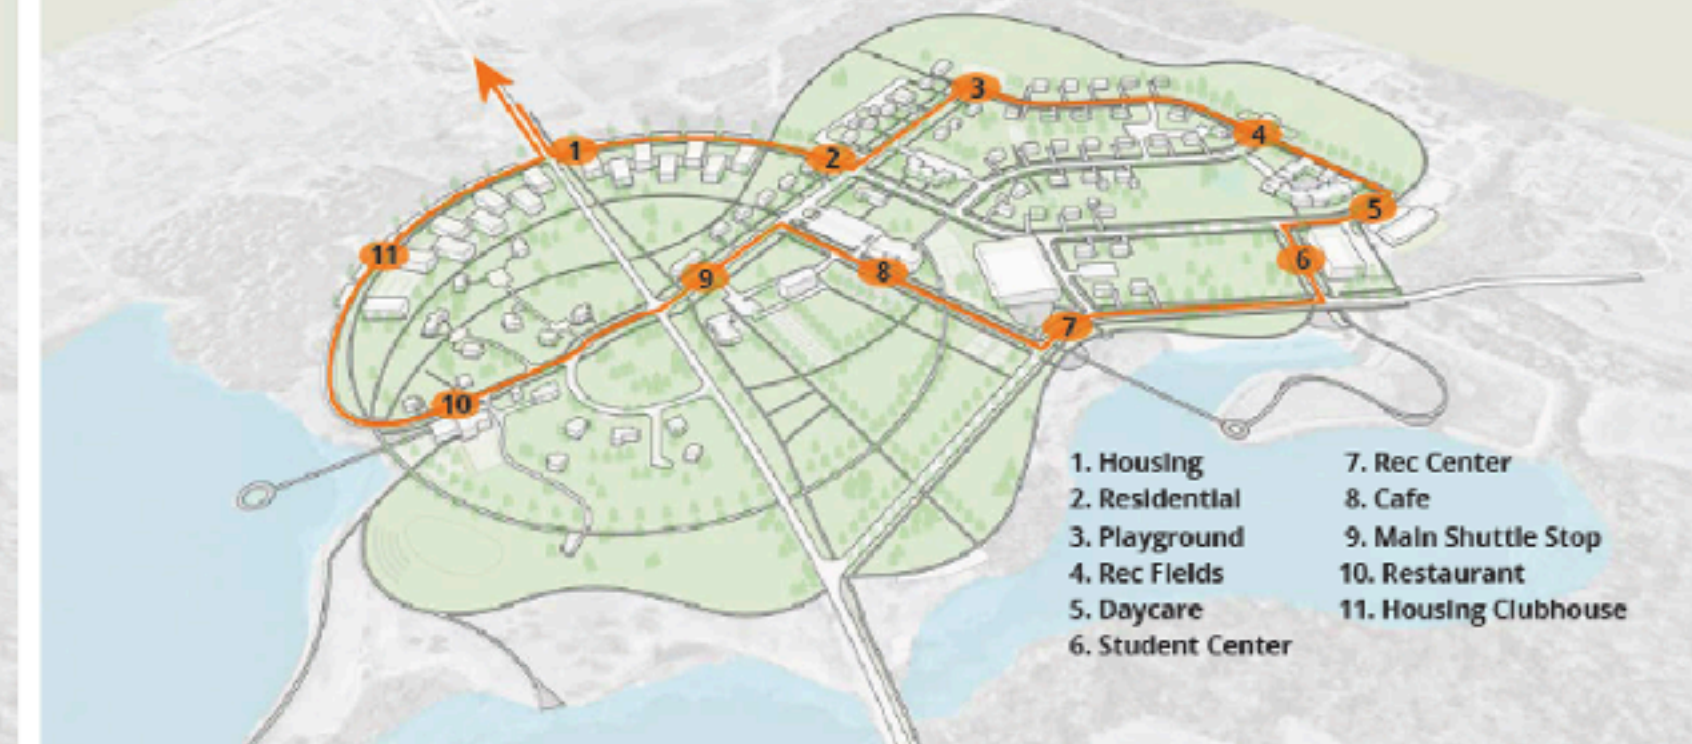 3
4
1
2
5
11
6
9
8
7
10
1. Housing
2. Residential
3. Playground
4. Rec Fields
5. Daycare
6. Student Center
7. Rec Center
8. Cafe
9. Main Shuttle Stop
10. Restaurant
11. Housing Clubhouse